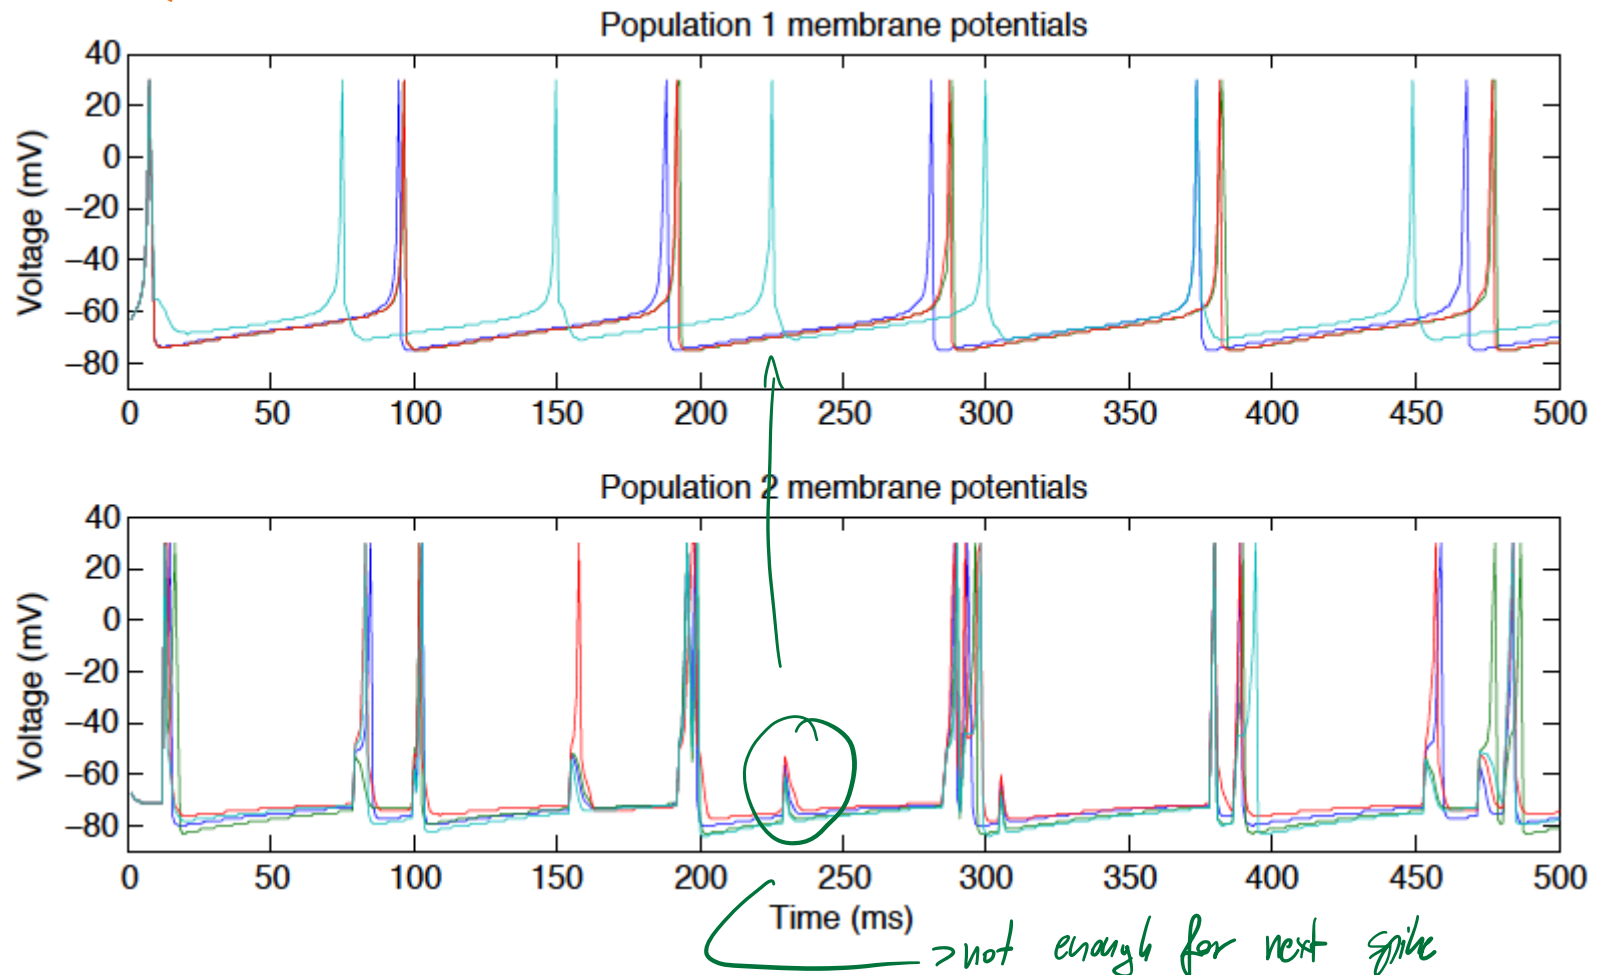 Population 1 membrane potentials
Voltage (mV)
40
20
0
−20
−40
−60
−80
0 50 100 150 200 250 300 350 400 450 500
Population 2 membrane potentials
Voltage (mV)
40
20
0
−20
−40
−60
−80
0 50 100 150 200 250 300 350 400 450 500
Time (ms)
>not enough for next spike